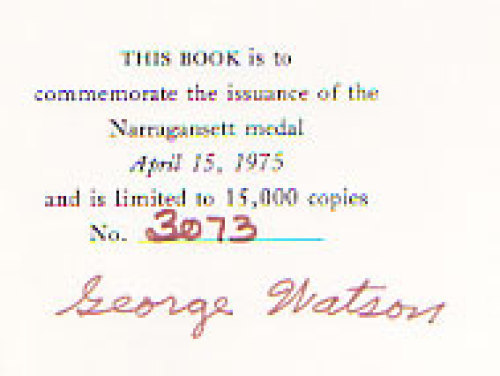 THIS BOOK is to
commemorate the issuance of the
Narragansett medal
April 15, 1975
and is limited to 15,000 copies
No. 3073
George Watson